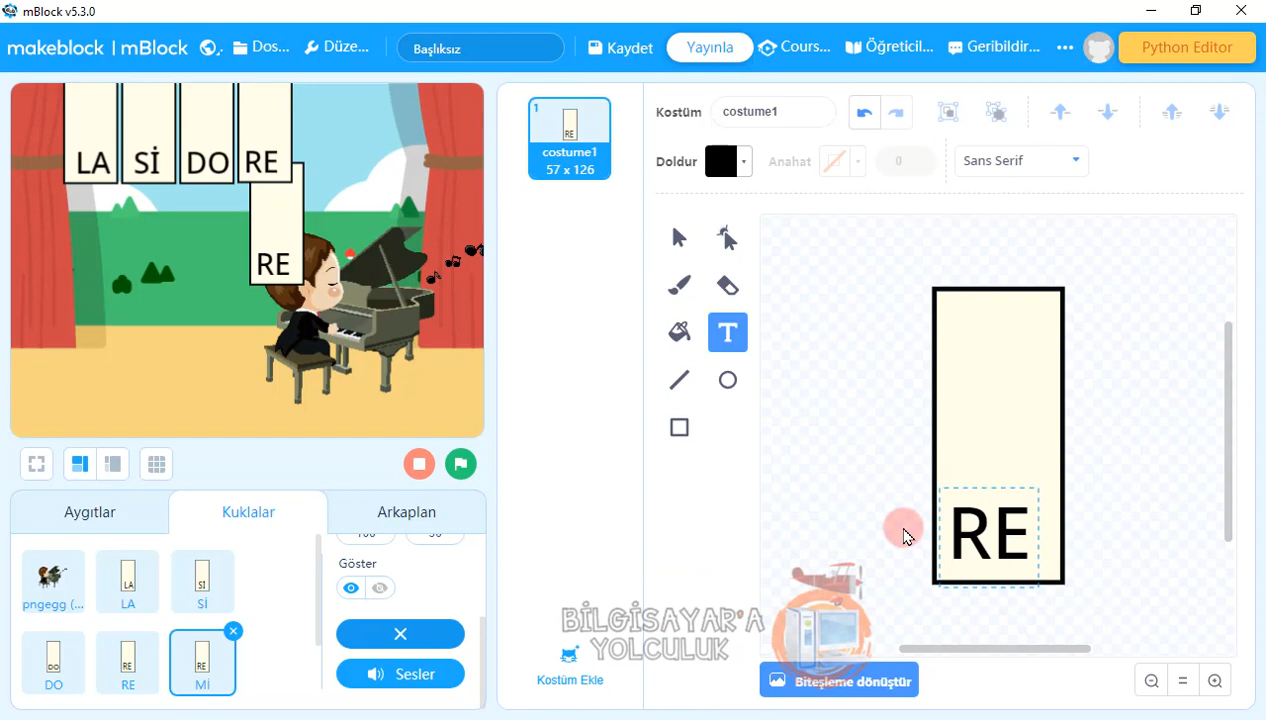 mBlock v5.3.0
makeblock | mBlock
Dos...
Düze...
Başlıksız
Kaydet
Yayınla
Cours...
Öğreticil...
Geribildir...
Python Editor
LA
Sİ
DO
RE
RE
1
RE
costume1
57 x 126
Kostüm
costume1
Doldur
Anahat
0
Sans Serif
T
RE
Aygıtlar
Kuklalar
Arkaplan
Göster
pngegg (...
LA
LA
Sİ
Sİ
DO
DO
RE
RE
RE
Mİ
Sesler
Kostüm Ekle
BİLGİSAYAR'A
YOLCULUK
Biteşleme dönüştür